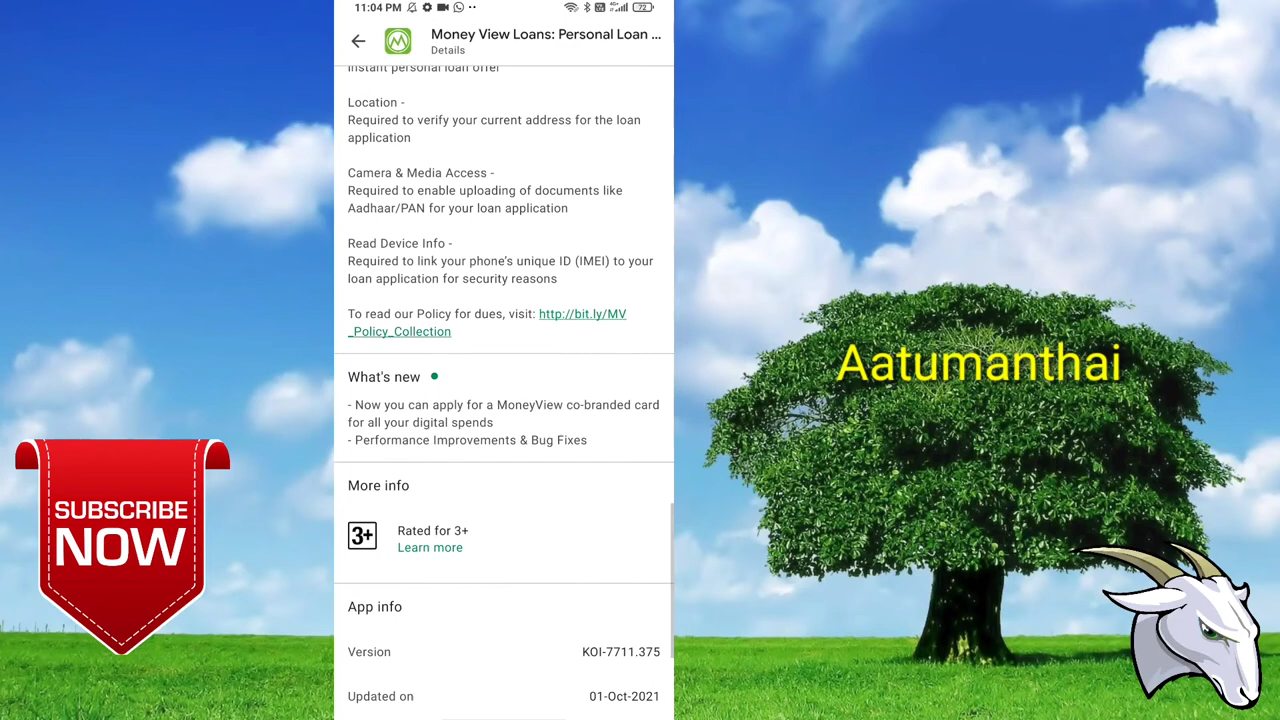 11:04 PM
72
Money View Loans: Personal Loan ...
Details
Instant personal loan offer
Location -
Required to verify your current address for the loan
application
Camera & Media Access -
Required to enable uploading of documents like
Aadhaar/PAN for your loan application
Read Device Info -
Required to link your phone’s unique ID (IMEI) to your
loan application for security reasons
To read our Policy for dues, visit: http://bit.ly/MV
_Policy_Collection
What's new
- Now you can apply for a MoneyView co-branded card
for all your digital spends
- Performance Improvements & Bug Fixes
More info
3+
Rated for 3+
Learn more
App info
Version KOI-7711.375
Updated on 01-Oct-2021
SUBSCRIBE
NOW
Aatumanthai